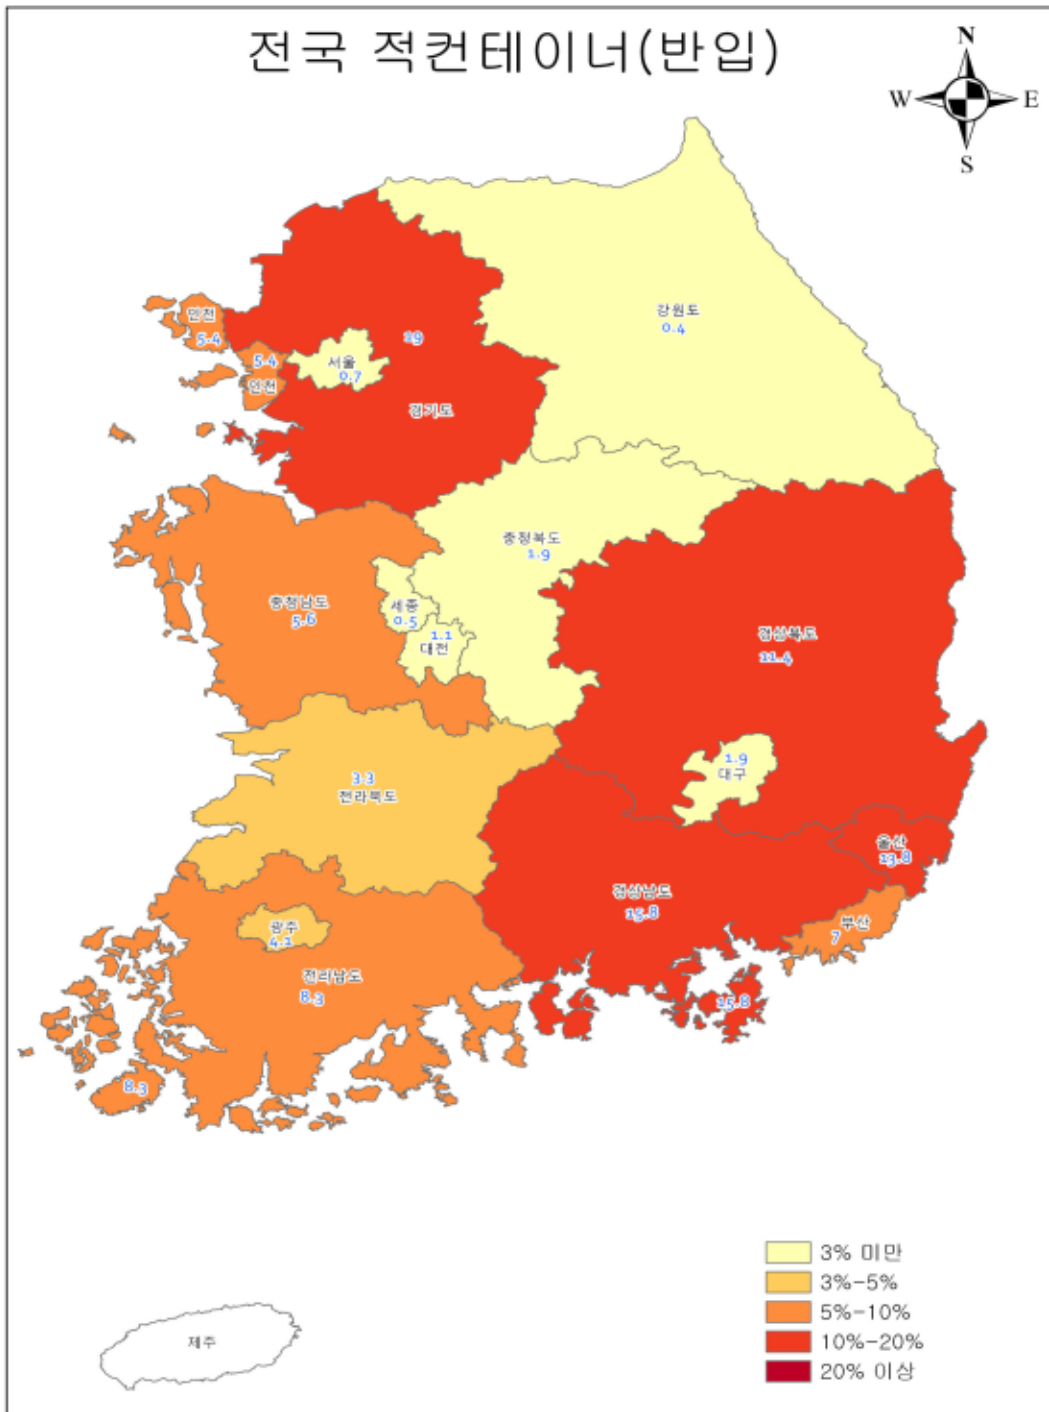 전국 적컨테이너(반입)
N
W E
S
강원도
0.4
인천
5.4
19
5.4
인천
서울
0.7
경기도
충청북도
1.9
충청남도
5.6
세종
0.5
1.1
대전
경상북도
11.4
1.9
대구
3.3
전라북도
울산
13.8
경상남도
15.8
부산
7
광주
4.1
전라남도
8.3
15.8
8.3
제주
3% 미만
3%-5%
5%-10%
10%-20%
20% 이상